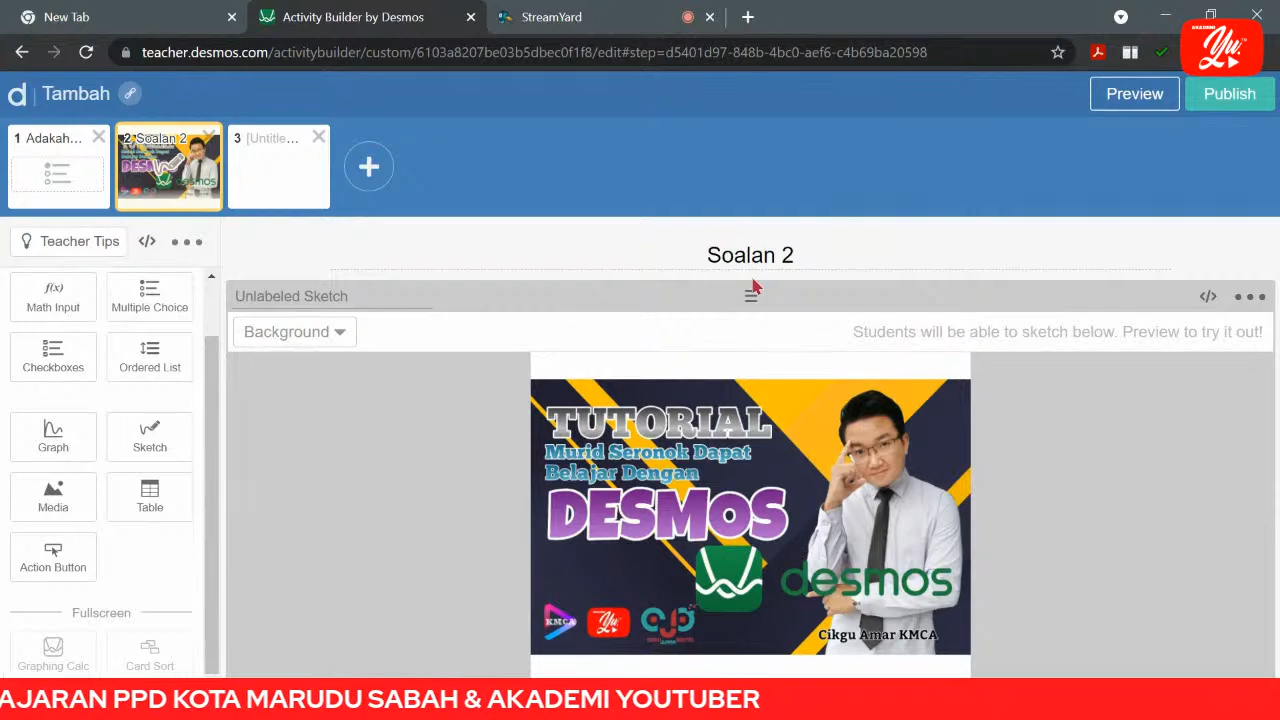 New Tab
Activity Builder by Desmos
StreamYard
teacher.desmos.com/activitybuilder/custom/6103a8207be03b5dbec0f1f8/edit#step=d5401d97-848b-4bc0-aef6-c4b69ba20598
AKADEMI
Yu
d Tambah
Preview
Publish
1 Adakah...
2 Soalan 2
3 [Untitle...
Teacher Tips
Soalan 2
Math Input
Multiple Choice
Unlabeled Sketch
Background
Students will be able to sketch below. Preview to try it out!
Checkboxes
Ordered List
Graph
Sketch
Media
Table
Action Button
Fullscreen
Graphing Calc
Card Sort
TUTORIAL
Murid Seronok Dapat
Belajar Dengan
DESMOS
desmos
KMCA
Cikgu Amar KMCA
AJARAN PPD KOTA MARUDU SABAH & AKADEMI YOUTUBER